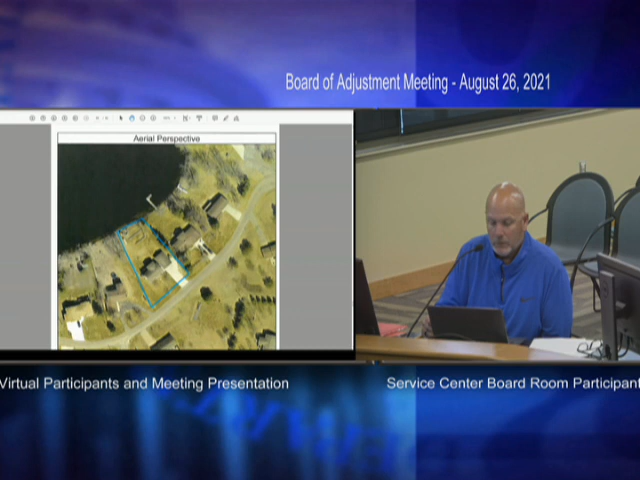 Board of Adjustment Meeting - August 26, 2021
Aerial Perspective
Virtual Participants and Meeting Presentation
Service Center Board Room Participant